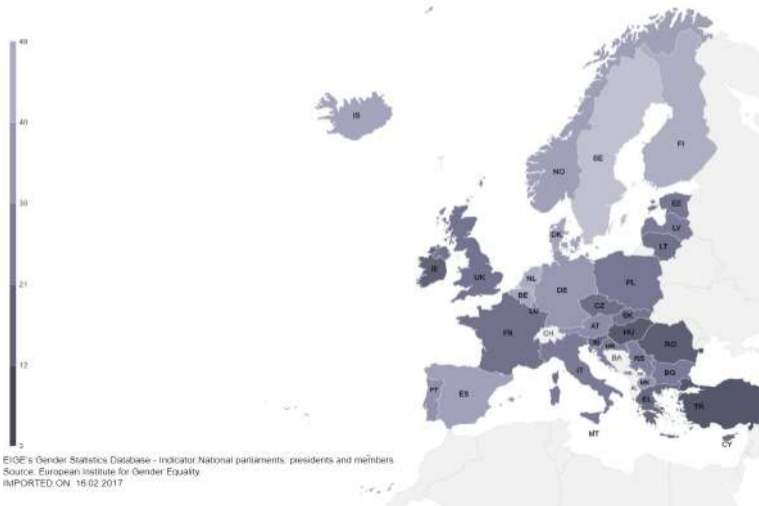 49
40
30
21
12
3
IS
NO
SE
FI
EE
LV
LT
DK
IE
UK
NL
BE
LU
DE
PL
CZ
SK
FR
CH
AT
HU
RO
HR
BA
RS
IT
BG
MK
PT
ES
EL
TR
MT
CY
EIGE's Gender Statistics Database - Indicator:National parliaments: presidents and members
Source: European Institute for Gender Equality
IMPORTED ON: 16.02.2017